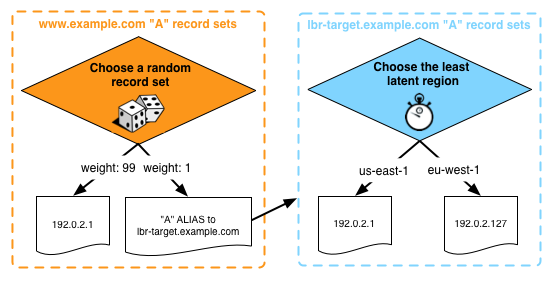 www.example.com "A" record sets
Choose a random
record set
weight: 99
weight: 1
192.0.2.1
"A" ALIAS to
lbr-target.example.com
lbr-target.example.com "A" record sets
Choose the least
latent region
us-east-1
eu-west-1
192.0.2.1
192.0.2.127